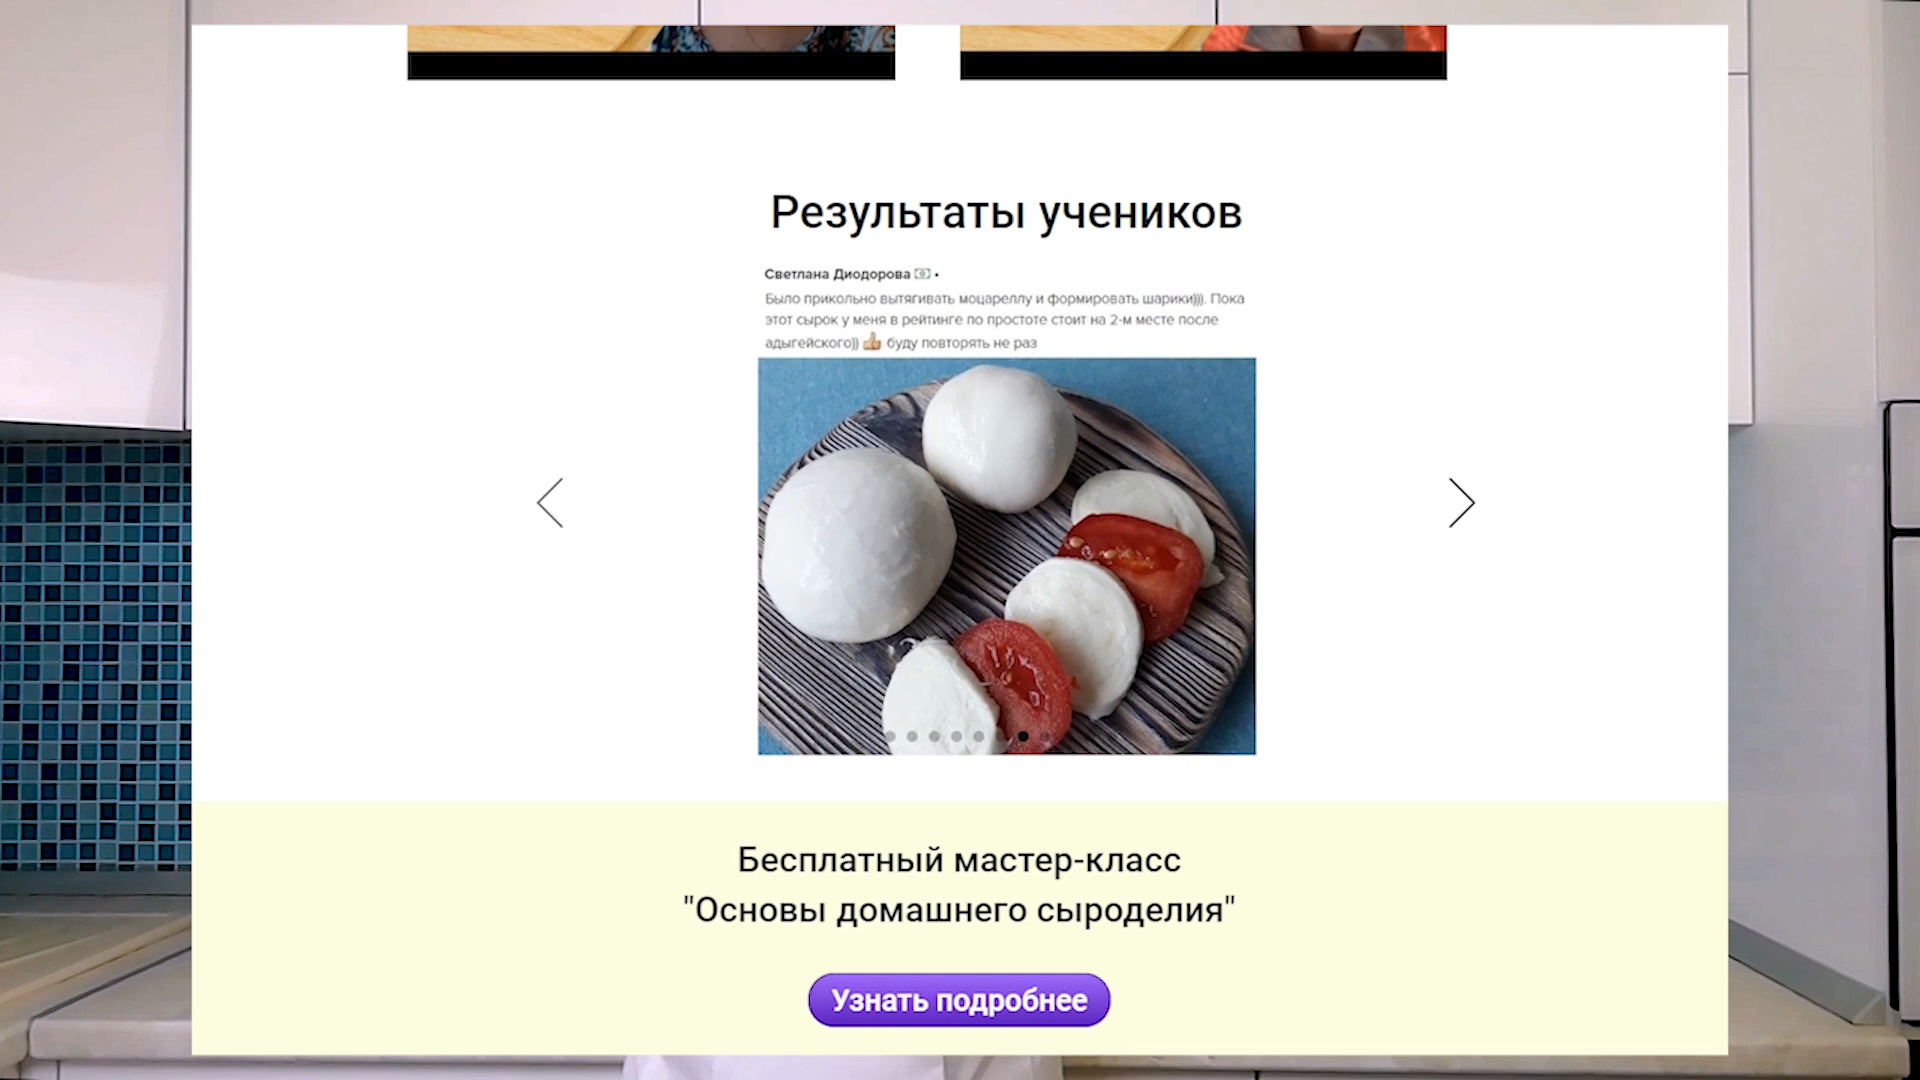 Результаты учеников
Светлана Диодорова
Было прикольно вытягивать моцареллу и формировать шарики))). Пока
этот сырок у меня в рейтинге по простоте стоит на 2-м месте после
адыгейского)) 👍 буду повторять не раз
Бесплатный мастер-класс
"Основы домашнего сыроделия"
Узнать подробнее